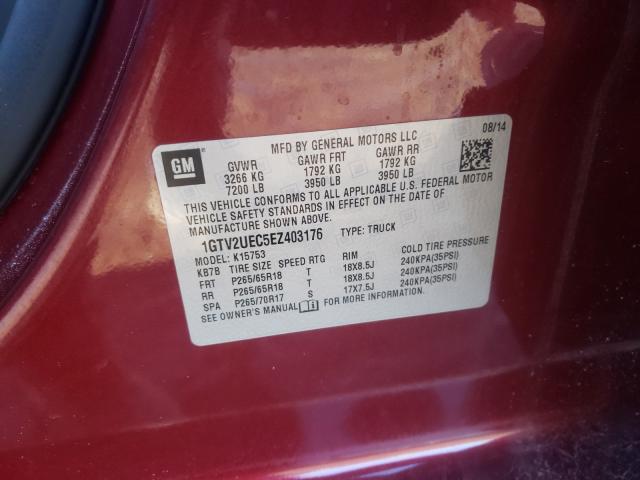 MFD BY GENERAL MOTORS LLC 08/14
GM
GVWR GAWR FRT GAWR RR
3266 KG 1792 KG 1792 KG
7200 LB 3950 LB 3950 LB
THIS VEHICLE CONFORMS TO ALL APPLICABLE U.S. FEDERAL MOTOR
VEHICLE SAFETY STANDARDS IN EFFECT ON THE DATE OF
MANUFACTURE SHOWN ABOVE.
1GTV2UEC5EZ403176 TYPE: TRUCK
MODEL: K15753
KB7B TIRE SIZE SPEED RTG RIM COLD TIRE PRESSURE
FRT P265/65R18 T 18X8.5J 240KPA(35PSI)
RR P265/65R18 T 18X8.5J 240KPA(35PSI)
SPA P265/70R17 S 17X7.5J 240KPA(35PSI)
SEE OWNER'S MANUAL FOR MORE INFORMATION